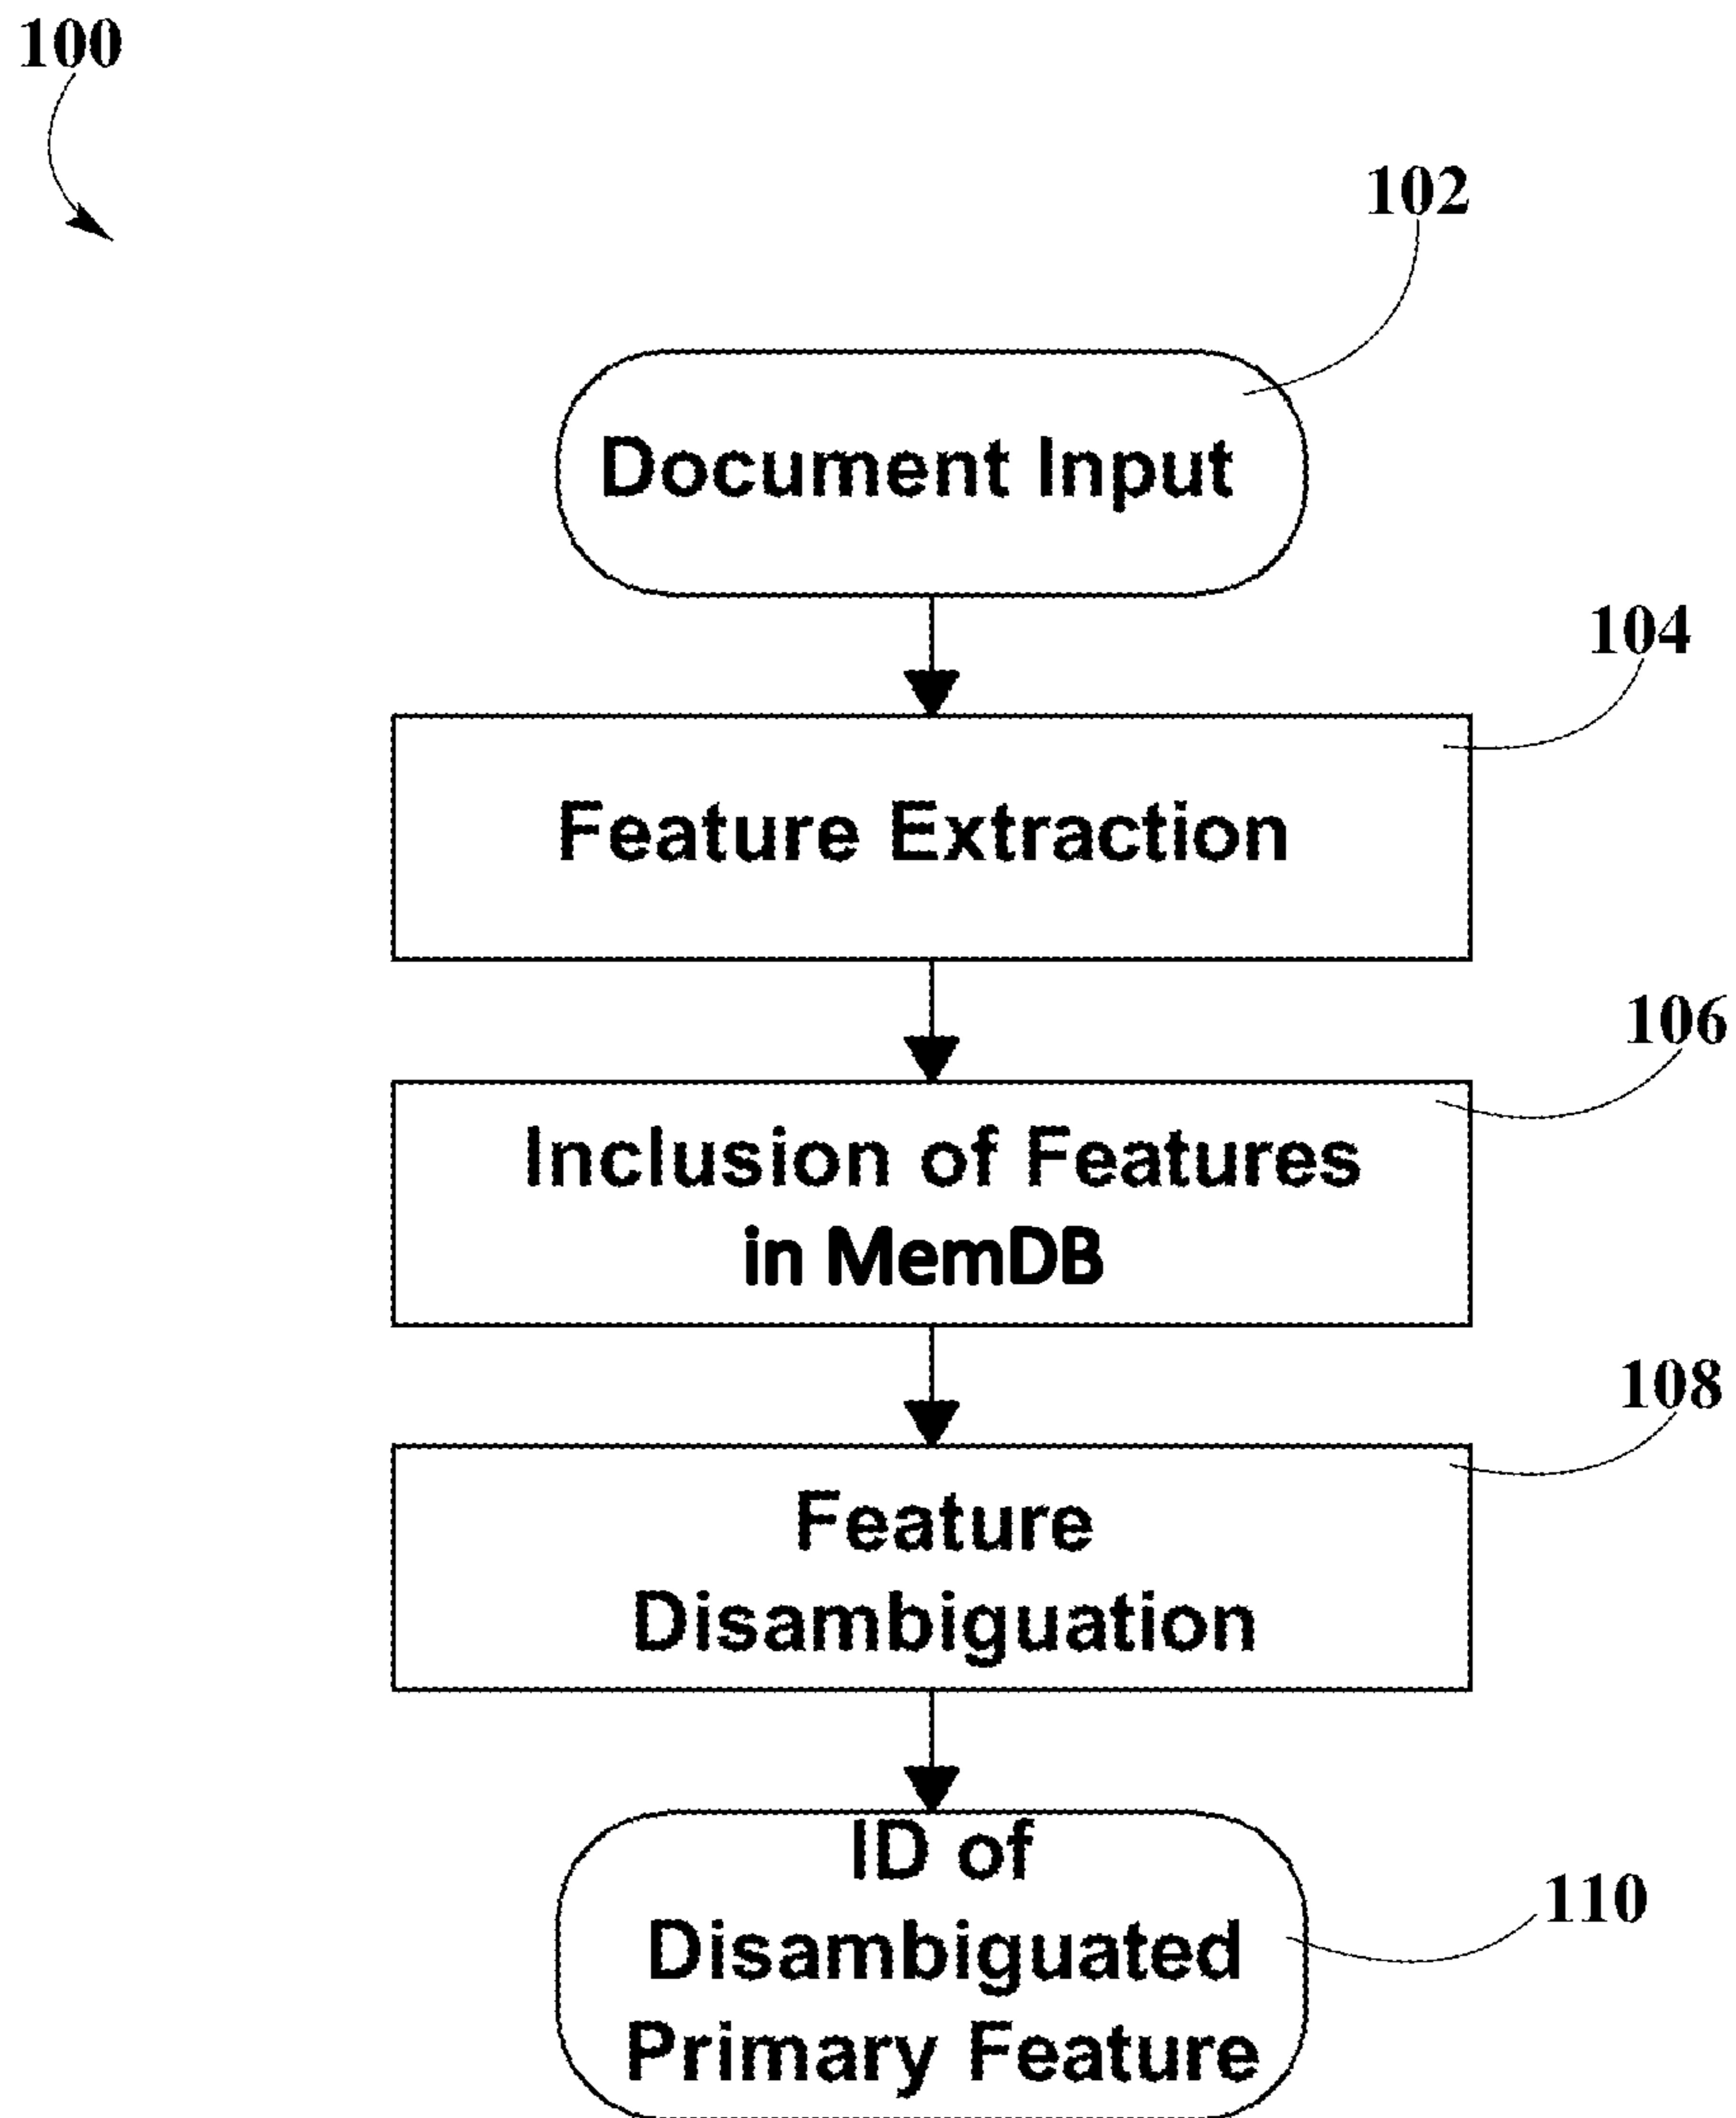 100
102
Document Input
104
Feature Extraction
106
Inclusion of Features
in MemDB
108
Feature
Disambiguation
ID of
110
Disambiguated
Primary Feature